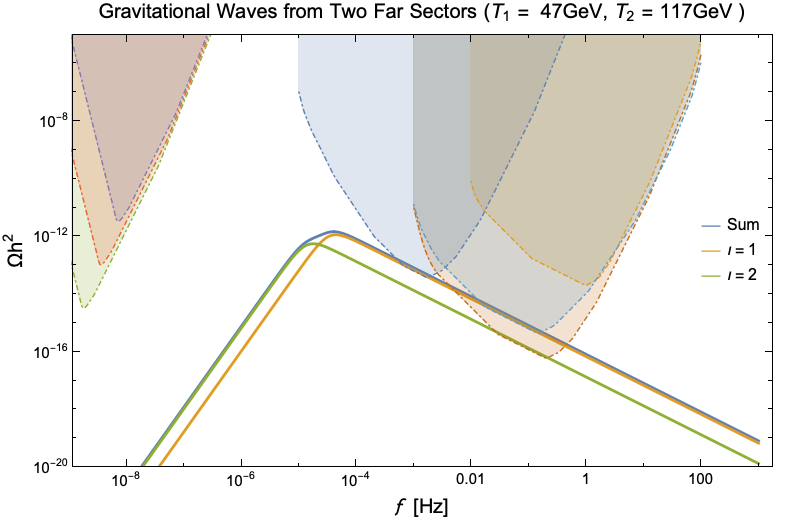 Gravitational Waves from Two Far Sectors (T₁ = 47GeV, T₂ = 117GeV )
Ωh²
10⁻⁸
10⁻¹²
10⁻¹⁶
10⁻²⁰
Sum
ı = 1
ı = 2
10⁻⁸ 10⁻⁶ 10⁻⁴ 0.01 1 100
f [Hz]